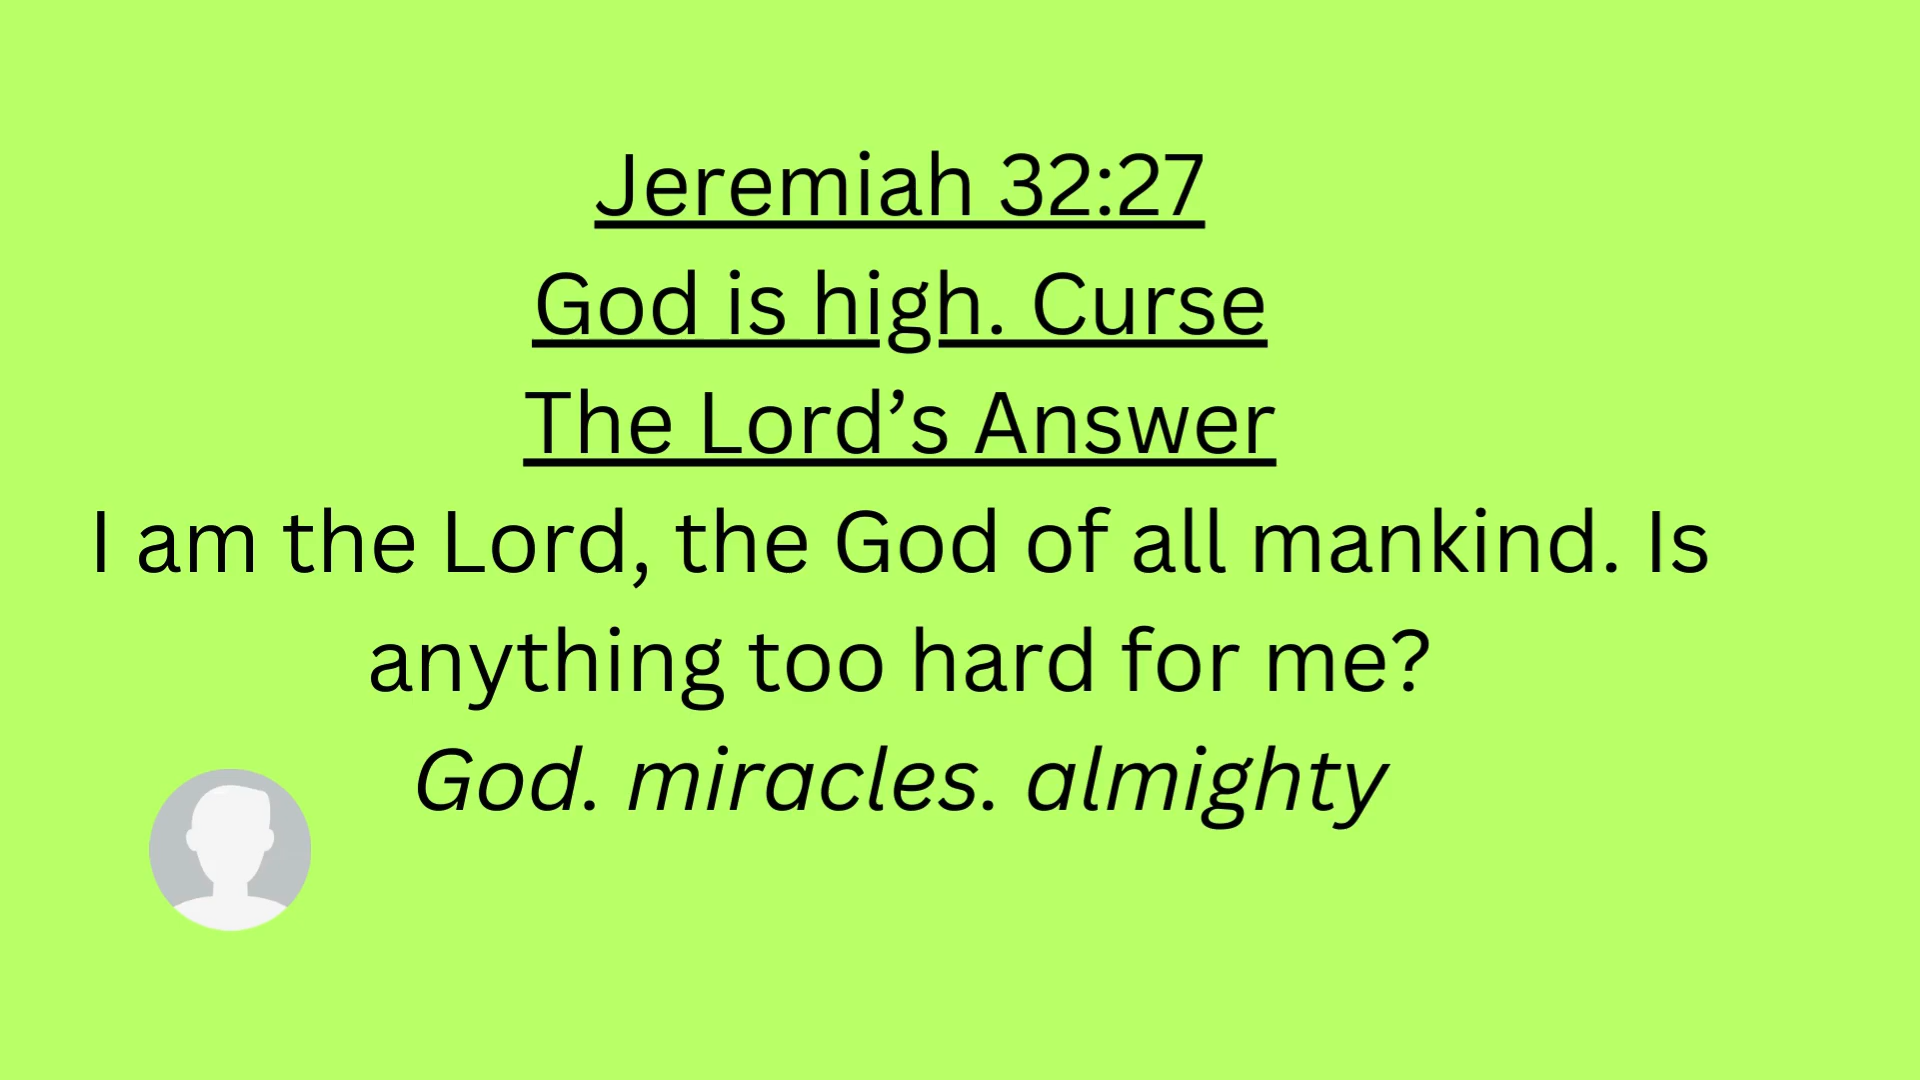 Jeremiah 32:27
God is high. Curse
The Lord’s Answer
I am the Lord, the God of all mankind. Is
anything too hard for me?
God. miracles. almighty